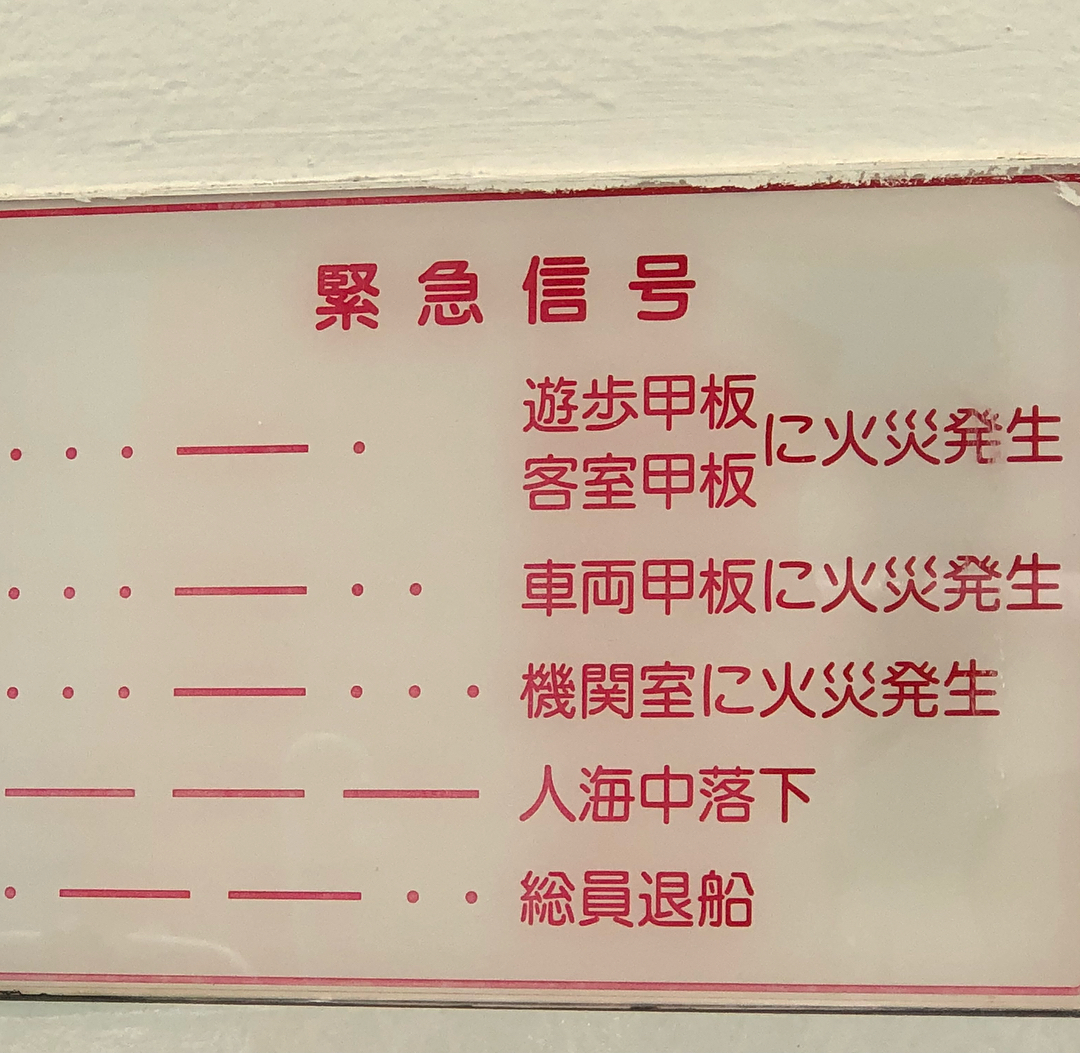 緊急信号
・・・―・ 遊歩甲板
客室甲板
に火災発生
・・・―・・ 車両甲板に火災発生
・・・―・・・ 機関室に火災発生
――― 人海中落下
・――・・ 総員退船